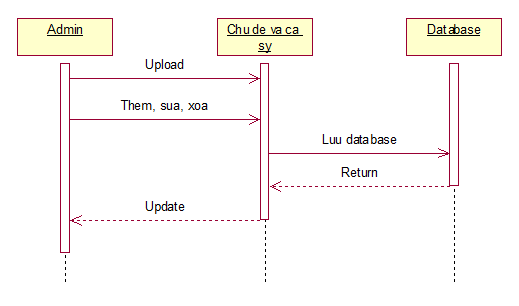 Admin
Chu de va ca
sy
Database
Upload
Them, sua, xoa
Luu database
Return
Update